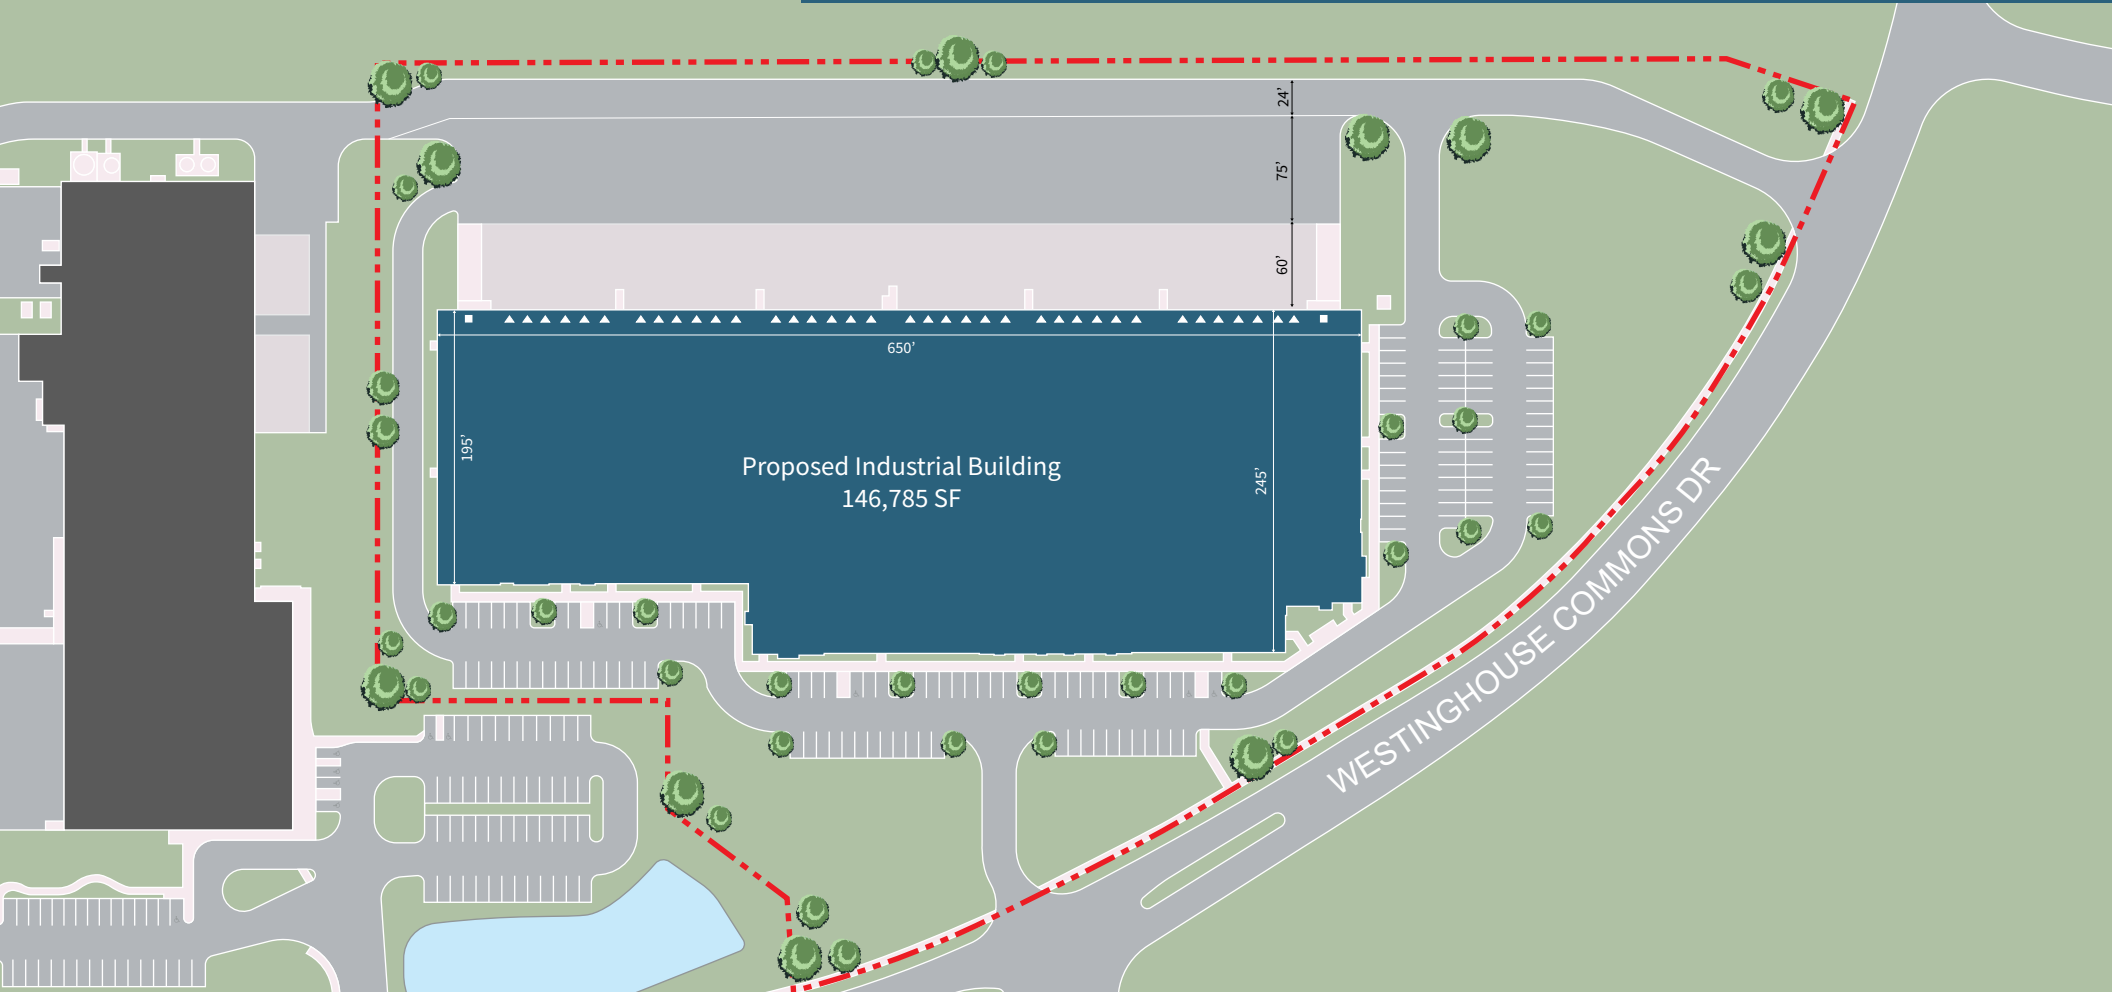 24’
75’
60’
650’
195’
245’
Proposed Industrial Building
146,785 SF
WESTINGHOUSE COMMONS DR